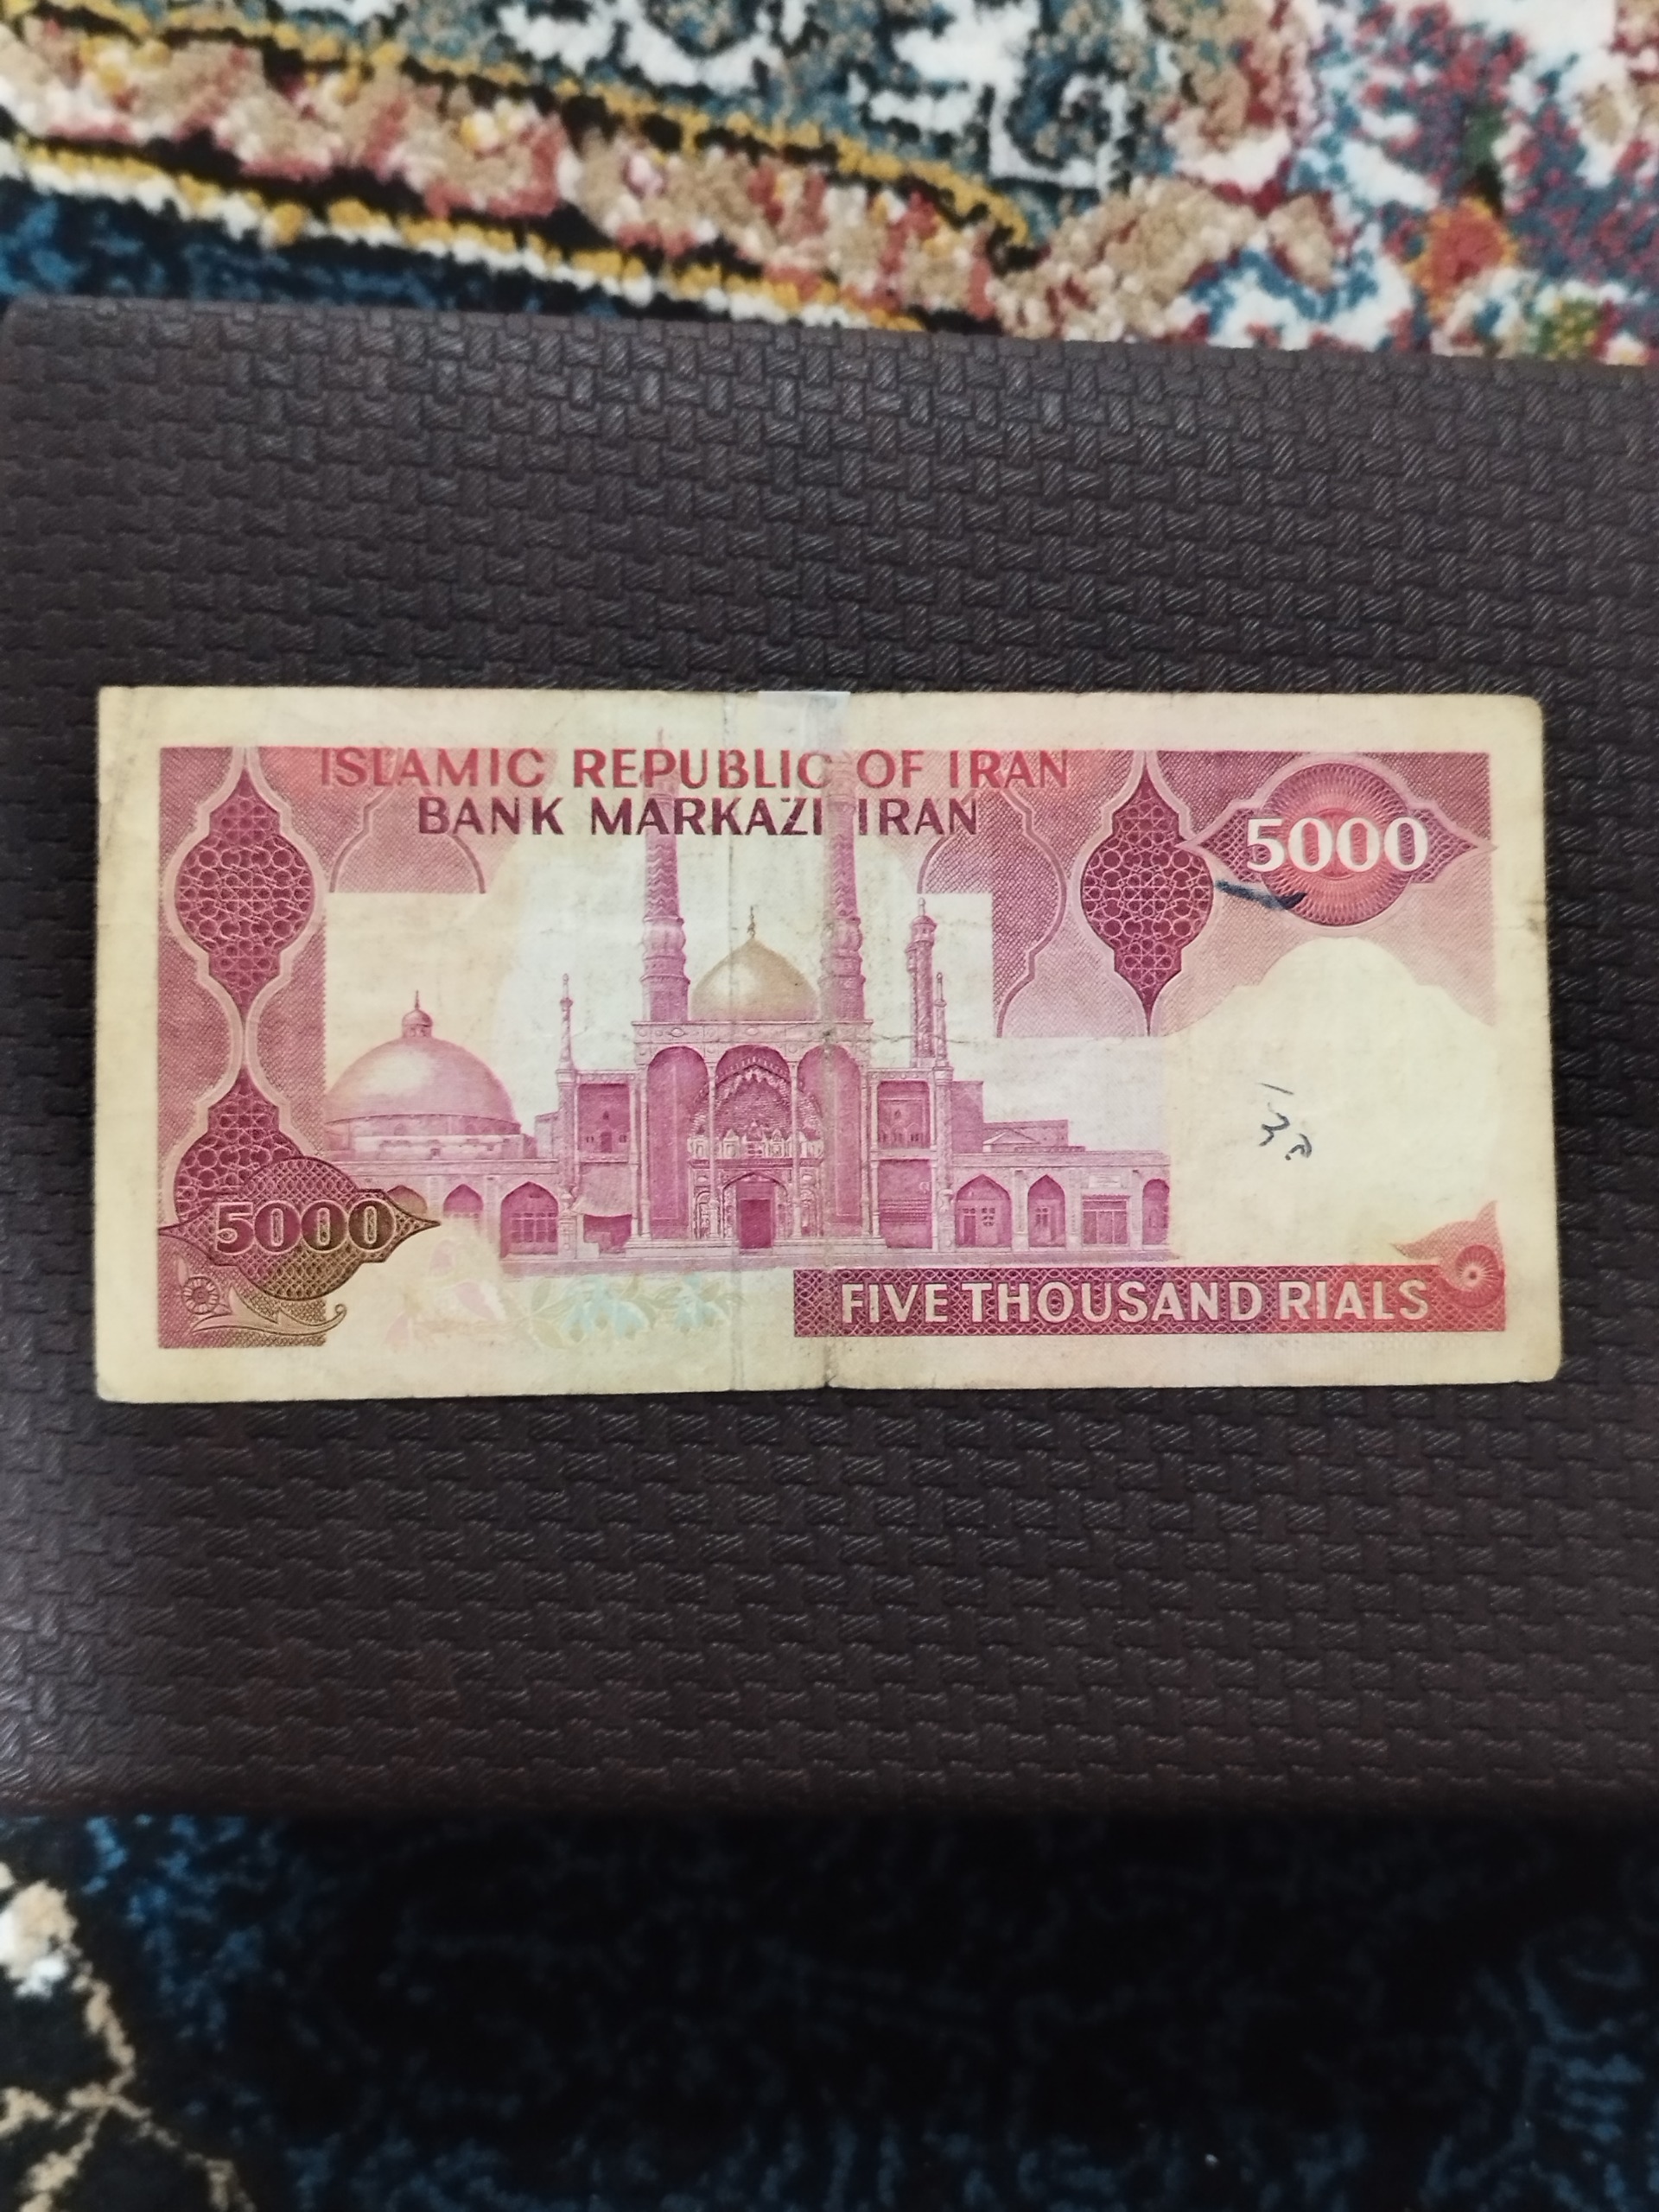 ISLAMIC REPUBLIC OF IRAN
BANK MARKAZI IRAN
5000
5000
FIVE THOUSAND RIALS